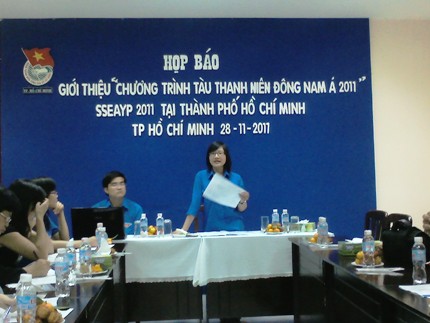 HỌP BÁO
GIỚI THIỆU "CHƯƠNG TRÌNH TÀU THANH NIÊN ĐÔNG NAM Á 2011"
SSEAYP 2011 TẠI THÀNH PHỐ HỒ CHÍ MINH
TP HỒ CHÍ MINH 28-11-2011